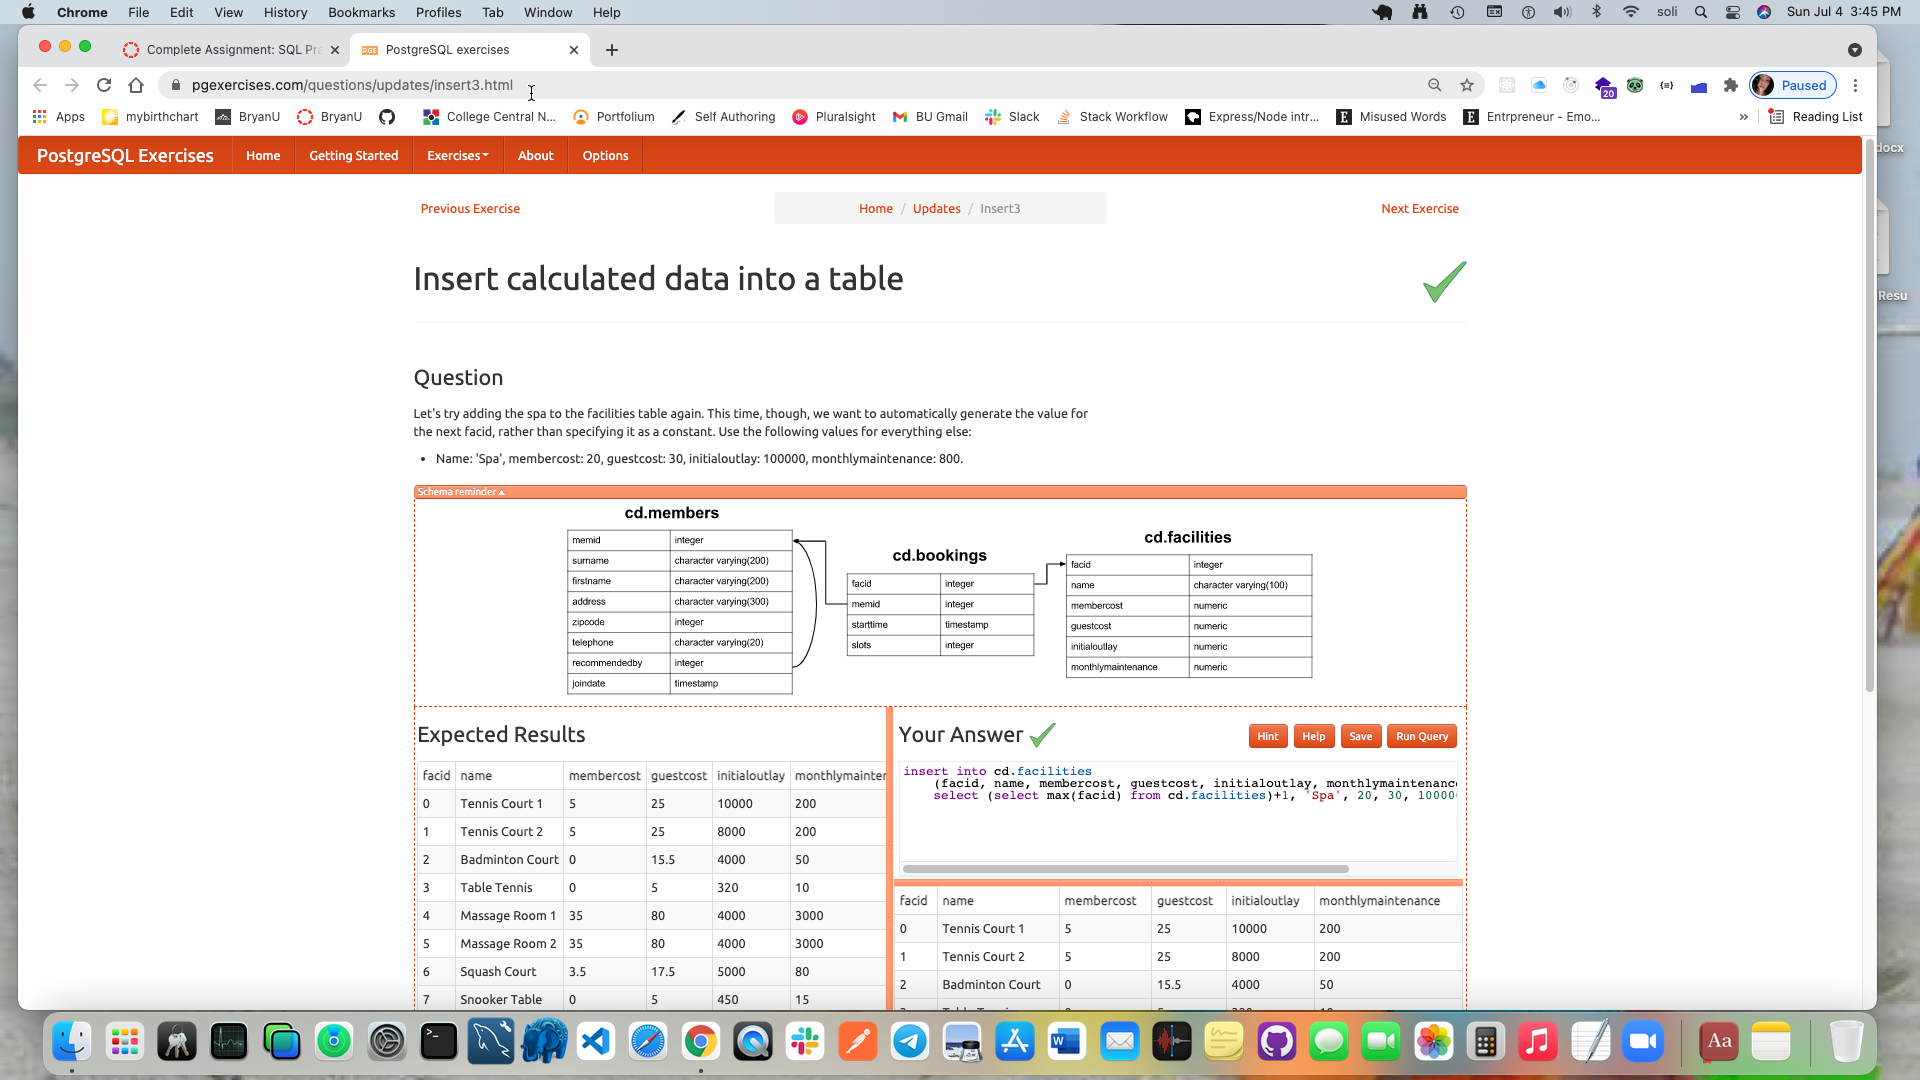 Chrome File Edit View History Bookmarks Profiles Tab Window Help soli Sun Jul 4 3:45 PM
Complete Assignment: SQL Pra PostgreSQL exercises
pgexercises.com/questions/updates/insert3.html 20 Paused
Apps mybirthchart BryanU BryanU College Central N... Portfolium Self Authoring Pluralsight BU Gmail Slack Stack Workflow Express/Node intr... Misused Words Entrpreneur - Emo... » Reading List
docx
PostgreSQL Exercises Home Getting Started Exercises About Options
Previous Exercise Home / Updates / Insert3 Next Exercise
Insert calculated data into a table
Resu
Question
Let's try adding the spa to the facilities table again. This time, though, we want to automatically generate the value for
the next facid, rather than specifying it as a constant. Use the following values for everything else:
• Name: 'Spa', membercost: 20, guestcost: 30, initialoutlay: 100000, monthlymaintenance: 800.
Schema reminder
cd.members
memid integer
surname character varying(200)
firstname character varying(200)
address character varying(300)
zipcode integer
telephone character varying(20)
recommendedby integer
joindate timestamp
cd.bookings
facid integer
memid integer
starttime timestamp
slots integer
cd.facilities
facid integer
name character varying(100)
membercost numeric
guestcost numeric
initialoutlay numeric
monthlymaintenance numeric
Expected Results
facid name membercost guestcost initialoutlay monthlymainter
0 Tennis Court 1 5 25 10000 200
1 Tennis Court 2 5 25 8000 200
2 Badminton Court 0 15.5 4000 50
3 Table Tennis 0 5 320 10
4 Massage Room 1 35 80 4000 3000
5 Massage Room 2 35 80 4000 3000
6 Squash Court 3.5 17.5 5000 80
7 Snooker Table 0 5 450 15
Your Answer Hint Help Save Run Query
insert into cd.facilities
(facid, name, membercost, guestcost, initialoutlay, monthlymaintenance
select (select max(facid) from cd.facilities)+1, 'Spa', 20, 30, 10000
facid name membercost guestcost initialoutlay monthlymaintenance
0 Tennis Court 1 5 25 10000 200
1 Tennis Court 2 5 25 8000 200
2 Badminton Court 0 15.5 4000 50